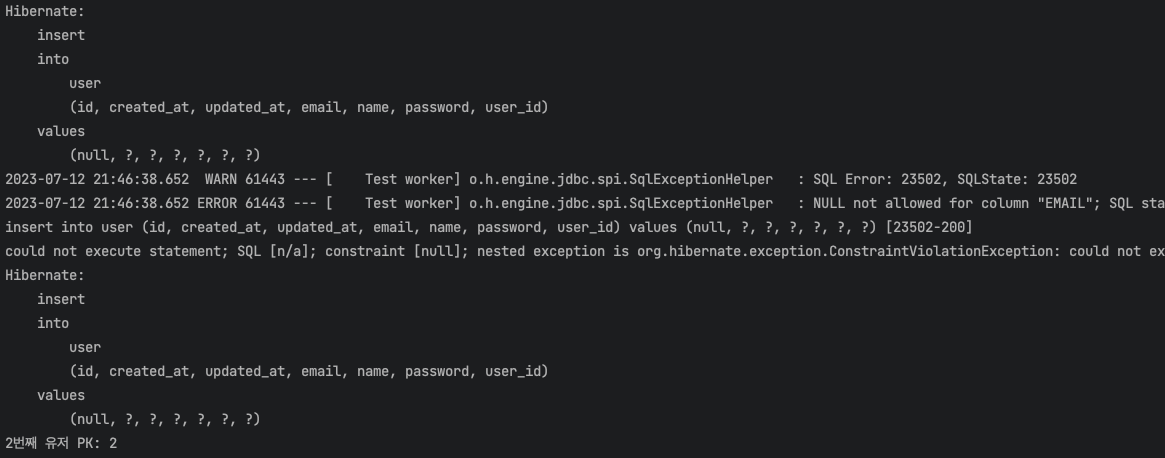 Hibernate:
insert
into
user
(id, created_at, updated_at, email, name, password, user_id)
values
(null, ?, ?, ?, ?, ?, ?)
2023-07-12 21:46:38.652  WARN 61443 --- [    Test worker] o.h.engine.jdbc.spi.SqlExceptionHelper   : SQL Error: 23502, SQLState: 23502
2023-07-12 21:46:38.652 ERROR 61443 --- [    Test worker] o.h.engine.jdbc.spi.SqlExceptionHelper   : NULL not allowed for column "EMAIL"; SQL sta
insert into user (id, created_at, updated_at, email, name, password, user_id) values (null, ?, ?, ?, ?, ?, ?) [23502-200]
could not execute statement; SQL [n/a]; constraint [null]; nested exception is org.hibernate.exception.ConstraintViolationException: could not ex
Hibernate:
insert
into
user
(id, created_at, updated_at, email, name, password, user_id)
values
(null, ?, ?, ?, ?, ?, ?)
2번째 유저 PK: 2